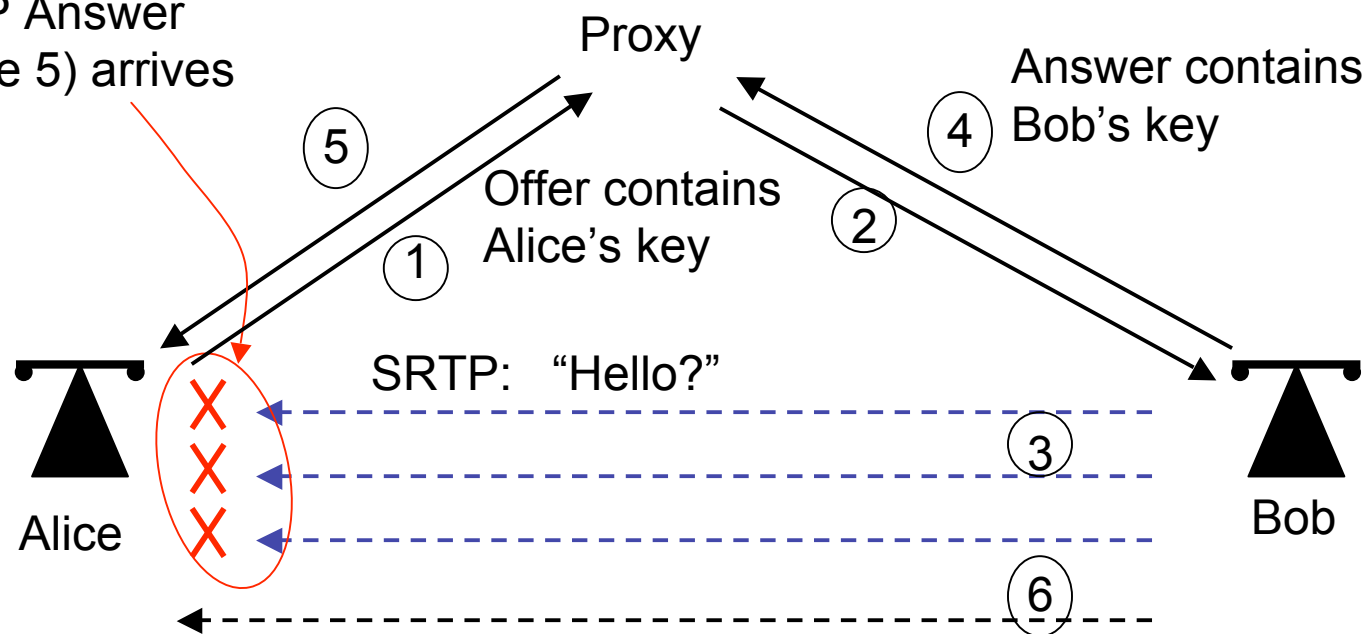 Answer
5) arrives
Proxy
Answer contains
Bob’s key
5
4
Offer contains
Alice’s key
2
1
SRTP: “Hello?”
3
Alice
Bob
6